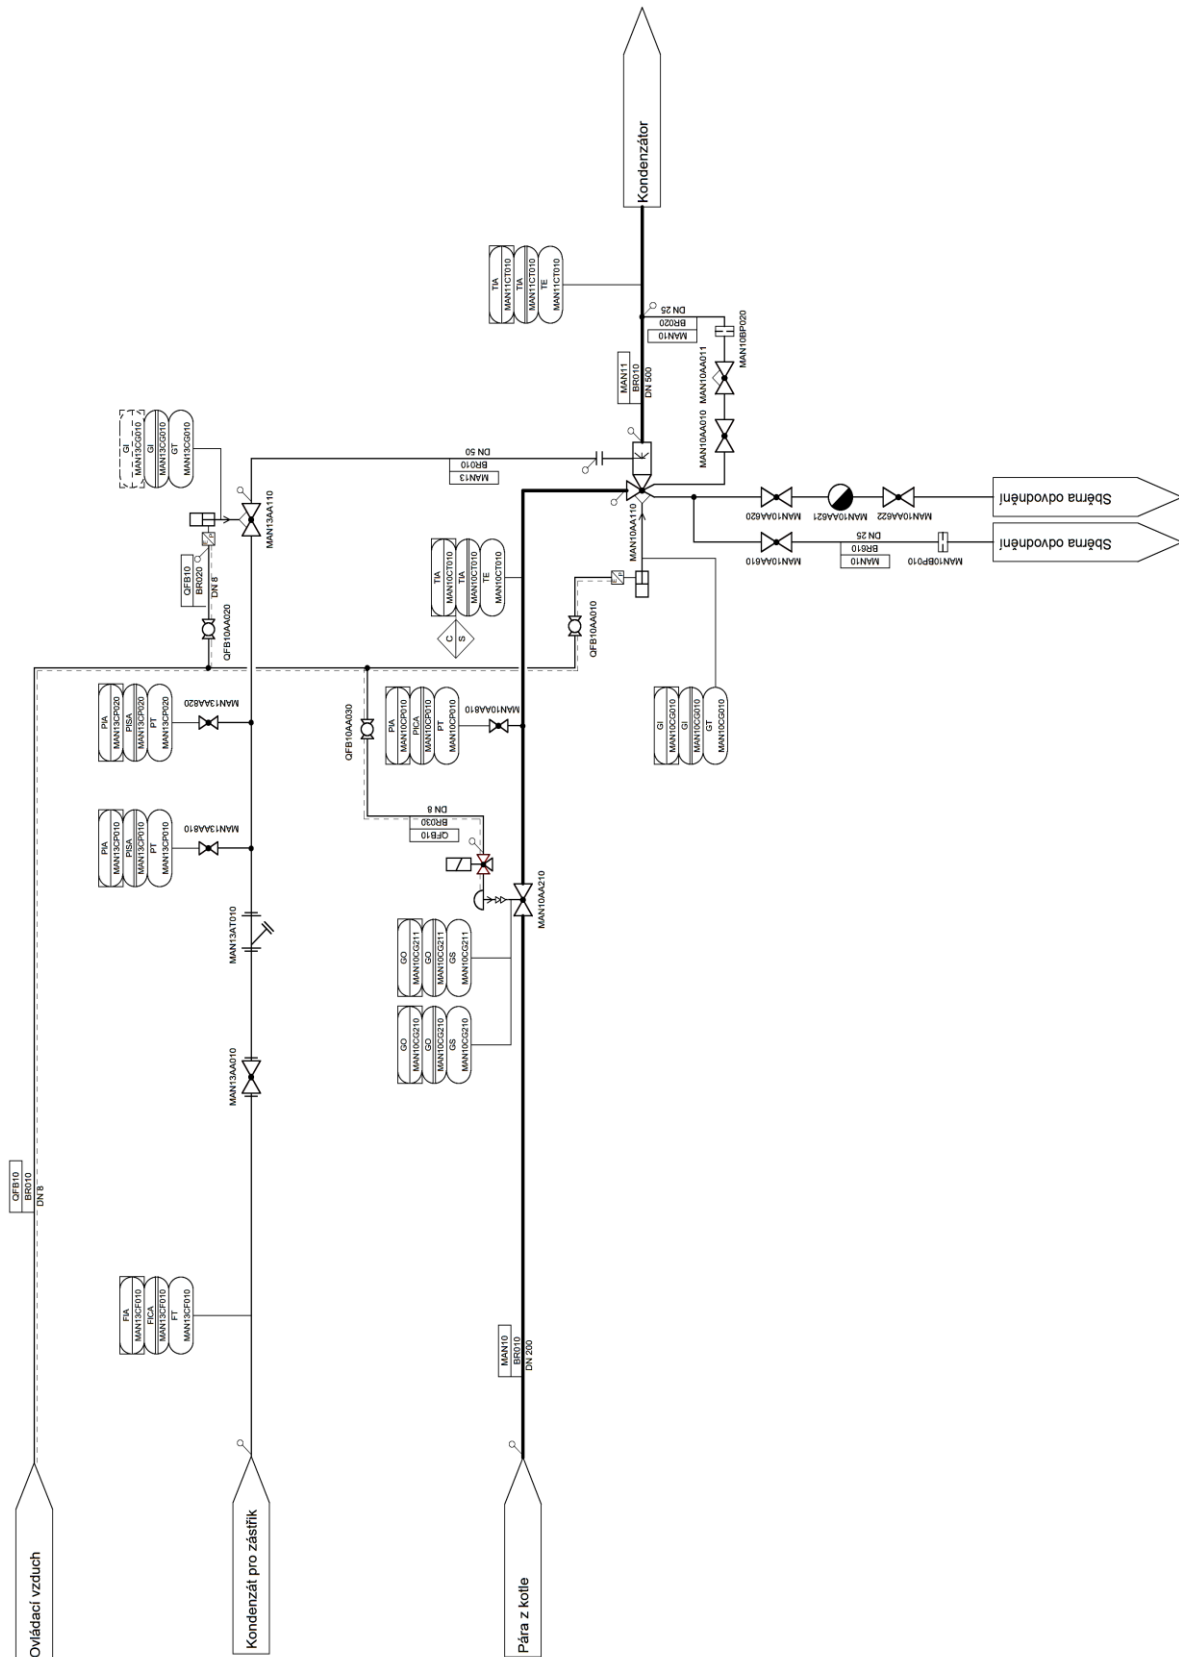 Kondenzátor
TIA
MAN11CT010
TIA
MAN11CT010
TE
MAN11CT010
DN 25
BR020
MAN10
MAN10BP020
MAN11
BR010
DN 500
MAN10AA011
MAN10AA010
GI
MAN13CG010
GI
MAN13CG010
GT
MAN13CG010
DN 50
BR010
MAN13
MAN13AA110
QFB10
BR020
DN 8
QFB10AA020
TIA
MAN10CT010
TIA
MAN10CT010
TE
MAN10CT010
C
S
MAN10AA110
QFB10AA010
MAN10AA620
MAN10AA621
MAN10AA622
Sběrna odvodnění
MAN10AA610
DN 25
BR610
MAN10
MAN10BP010
Sběrna odvodnění
PIA
MAN13CP020
PISA
MAN13CP020
PT
MAN13CP020
MAN13AA820
QFB10AA030
PIA
MAN10CP010
PICA
MAN10CP010
PT
MAN10CP010
MAN10AA810
GI
MAN10CG010
GI
MAN10CG010
GT
MAN10CG010
PIA
MAN13CP010
PISA
MAN13CP010
PT
MAN13CP010
MAN13AA810
DN 8
BR030
QFB10
MAN10AA210
MAN13AT010
GO
MAN10CG211
GO
MAN10CG211
GS
MAN10CG211
GO
MAN10CG210
GO
MAN10CG210
GS
MAN10CG210
MAN13AA010
QFB10
BR010
DN 8
FIA
MAN13CF010
FICA
MAN13CF010
FT
MAN13CF010
MAN10
BR010
DN 200
Ovládací vzduch
Kondenzát pro zástřik
Pára z kotle